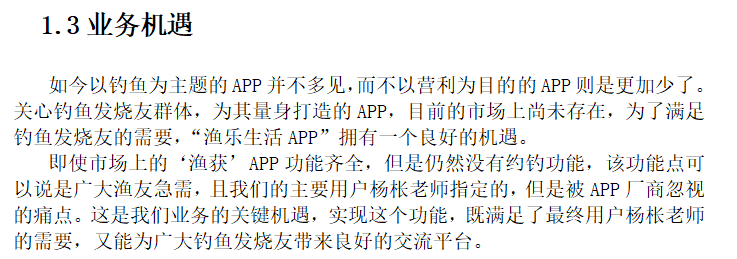 1.3 业务机遇
如今以钓鱼为主题的 APP 并不多见,而不以营利为目的的 APP 则是更加少了。
关心钓鱼发烧友群体，为其量身打造的 APP，目前的市场上尚未存在，为了满足
钓鱼发烧友的需要，“渔乐生活 APP”拥有一个良好的机遇。
即使市场上的‘渔获’APP 功能齐全，但是仍然没有约钓功能，该功能点可
以说是广大渔友急需，且我们的主要用户杨枨老师指定的，但是被 APP 厂商忽视
的痛点。这是我们业务的关键机遇，实现这个功能，既满足了最终用户杨枨老师
的需要，又能为广大钓鱼发烧友带来良好的交流平台。